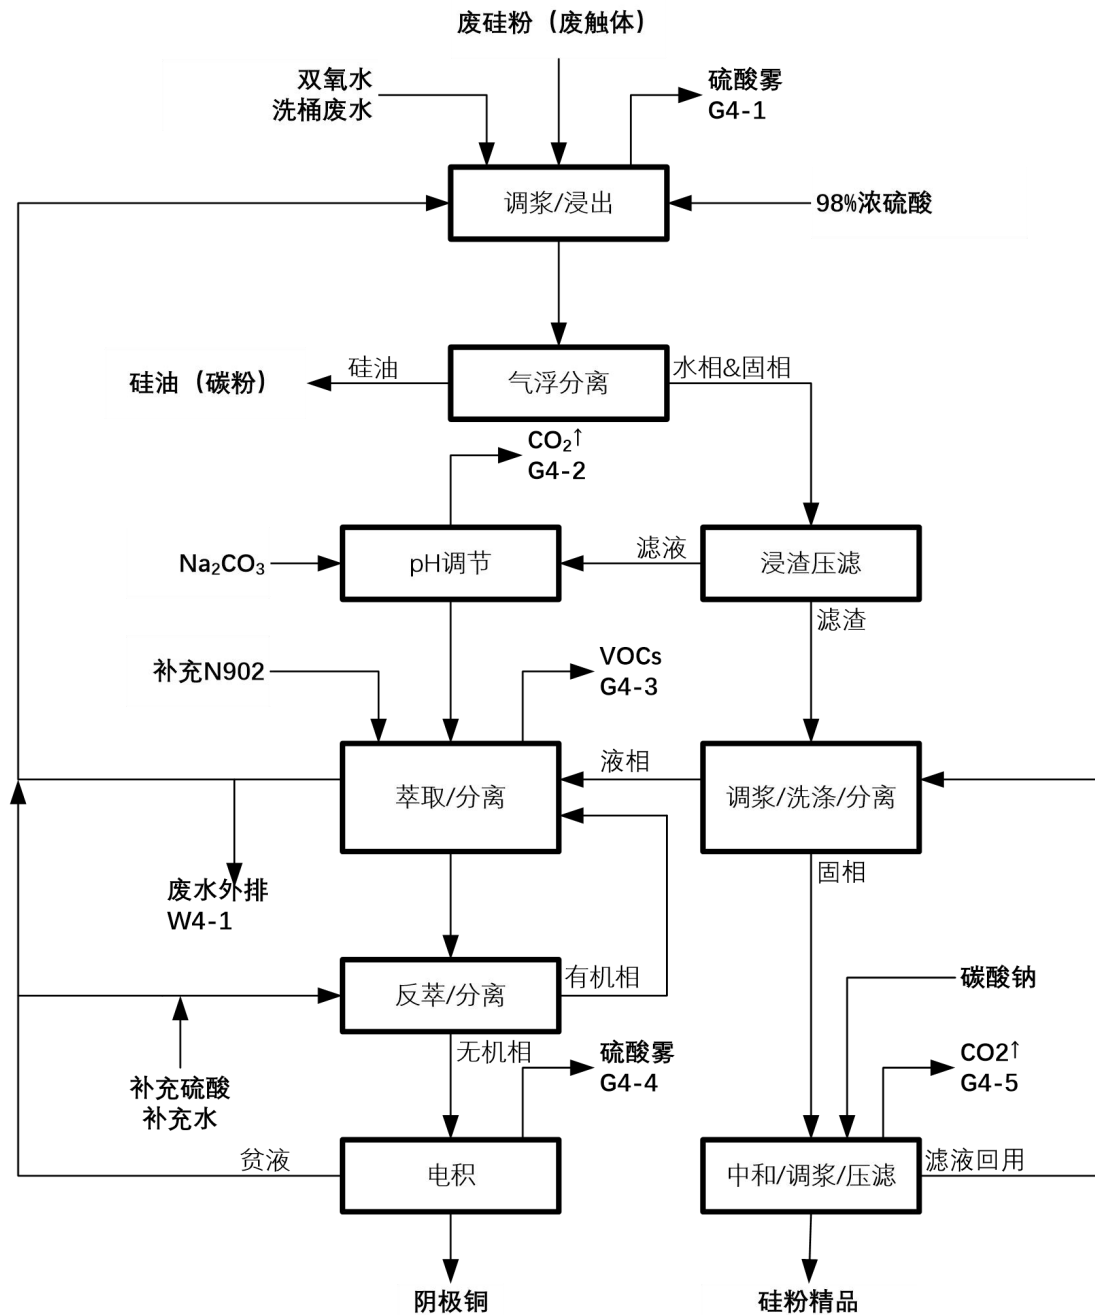 废硅粉（废触体）
双氧水
洗桶废水
硫酸雾
G4-1
调浆/浸出
98%浓硫酸
硅油（碳粉）
硅油
气浮分离
水相&固相
CO₂↑
G4-2
Na₂CO₃
pH调节
滤液
浸渣压滤
滤渣
补充N902
VOCs
G4-3
萃取/分离
液相
调浆/洗涤/分离
固相
废水外排
W4-1
反萃/分离
有机相
碳酸钠
无机相
硫酸雾
G4-4
CO2↑
G4-5
补充硫酸
补充水
贫液
电积
中和/调浆/压滤
滤液回用
阴极铜
硅粉精品